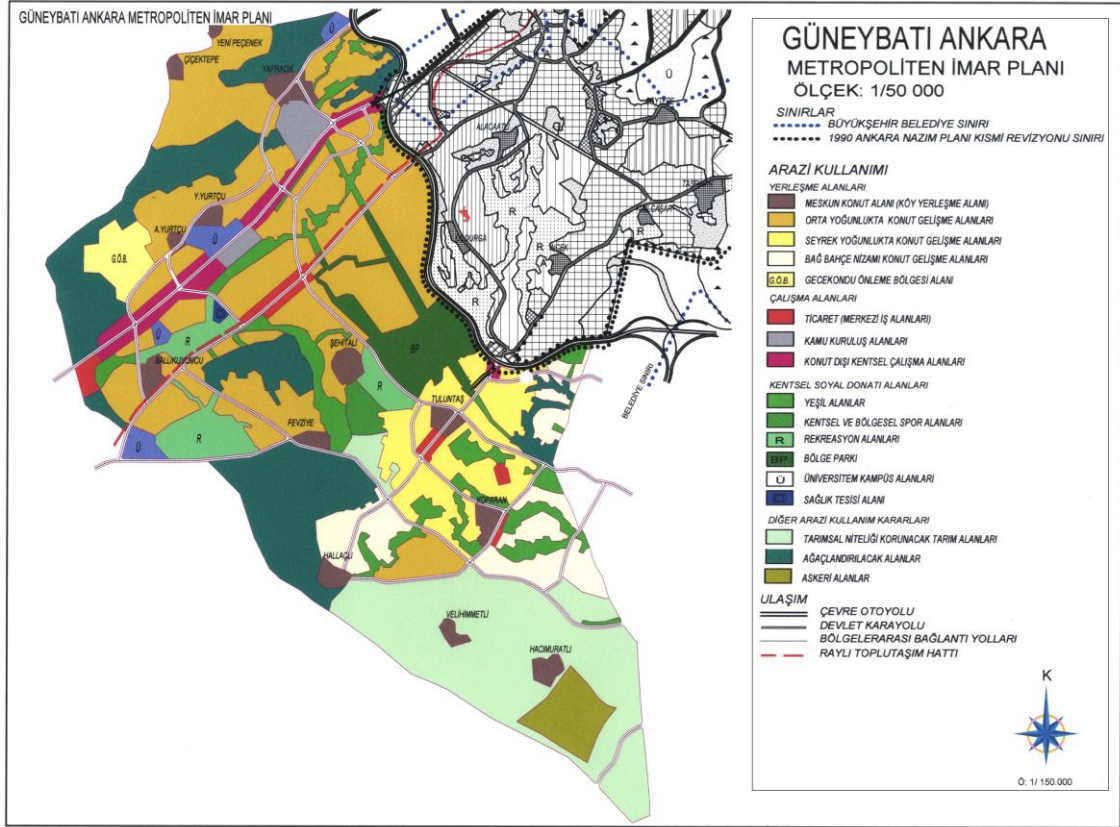 GÜNEYBATI ANKARA METROPOLİTEN İMAR PLANI
YENİ PEÇENEK
ÇİÇEKTEPE
YAPRACIK
Ü
Ü
ALACAATLI
Y.YURTÇU
A.YURTÇU
Ü
G.Ö.B.
R
R
R
R
Ü
R
BALLIKUYUMCU
ŞEHİTALİ
BP
R
TULUNTAŞ
BELEDİYE SINIRI
FEVZİYE
R
Ü
KOPARAN
HALLAÇLI
VELİHİMMETLİ
HACIMURATLI
GÜNEYBATI ANKARA
METROPOLİTEN İMAR PLANI
ÖLÇEK: 1/50 000
SINIRLAR
BÜYÜKŞEHİR BELEDİYE SINIRI
1990 ANKARA NAZIM PLANI KISMİ REVİZYONU SINIRI
ARAZİ KULLANIMI
YERLEŞME ALANLARI
MESKUN KONUT ALANI (KÖY YERLEŞME ALANI)
ORTA YOĞUNLUKTA KONUT GELİŞME ALANLARI
SEYREK YOĞUNLUKTA KONUT GELİŞME ALANLARI
BAĞ BAHÇE NİZAMI KONUT GELİŞME ALANLARI
G.Ö.B. GECEKONDU ÖNLEME BÖLGESİ ALANI
ÇALIŞMA ALANLARI
TİCARET (MERKEZİ İŞ ALANLARI)
KAMU KURULUŞ ALANLARI
KONUT DIŞI KENTSEL ÇALIŞMA ALANLARI
KENTSEL SOYAL DONATI ALANLARI
YEŞİL ALANLAR
KENTSEL VE BÖLGESEL SPOR ALANLARI
R REKREASYON ALANLARI
BP BÖLGE PARKI
Ü ÜNİVERSİTEM KAMPÜS ALANLARI
SAĞLIK TESİSİ ALANI
DİĞER ARAZİ KULLANIM KARARLARI
TARIMSAL NİTELİĞİ KORUNACAK TARIM ALANLARI
AĞAÇLANDIRILACAK ALANLAR
ASKERİ ALANLAR
ULAŞIM
ÇEVRE OTOYOLU
DEVLET KARAYOLU
BÖLGELERARASI BAĞLANTI YOLLARI
RAYLI TOPLUTAŞIM HATTI
K
Ö: 1/ 150.000